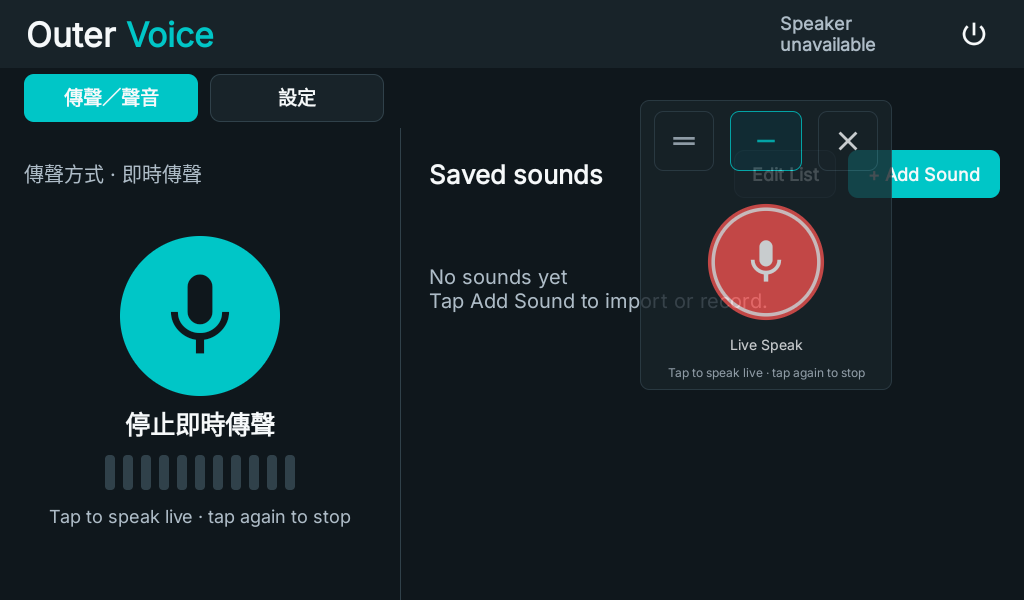 Outer Voice
Speaker
unavailable
傳聲／聲音
設定
傳聲方式 · 即時傳聲
停止即時傳聲
Tap to speak live · tap again to stop
Saved sounds
Edit List
+ Add Sound
No sounds yet
Tap Add Sound to import or record.
Live Speak
Tap to speak live · tap again to stop